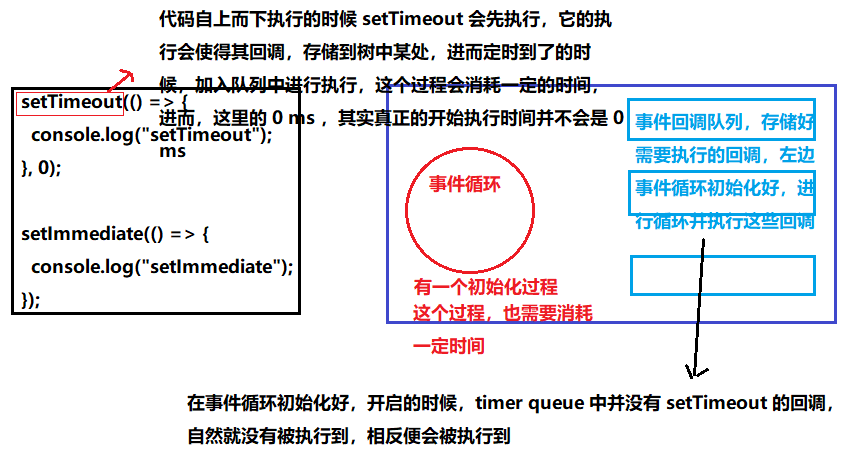 代码自上而下执行的时候 setTimeout 会先执行，它的执
行会使得其回调，存储到树中某处，进而定时到了的时
候，加入队列中进行执行，这个过程会消耗一定的时间，
进而，这里的 0 ms ，其实真正的开始执行时间并不会是 0
ms
setTimeout(() => {
console.log("setTimeout");
}, 0);
setImmediate(() => {
console.log("setImmediate");
});
事件循环
有一个初始化过程
这个过程，也需要消耗
一定时间
事件回调队列，存储好
需要执行的回调，左边
事件循环初始化好，进
行循环并执行这些回调
在事件循环初始化好，开启的时候，timer queue 中并没有 setTimeout 的回调，
自然就没有被执行到，相反便会被执行到